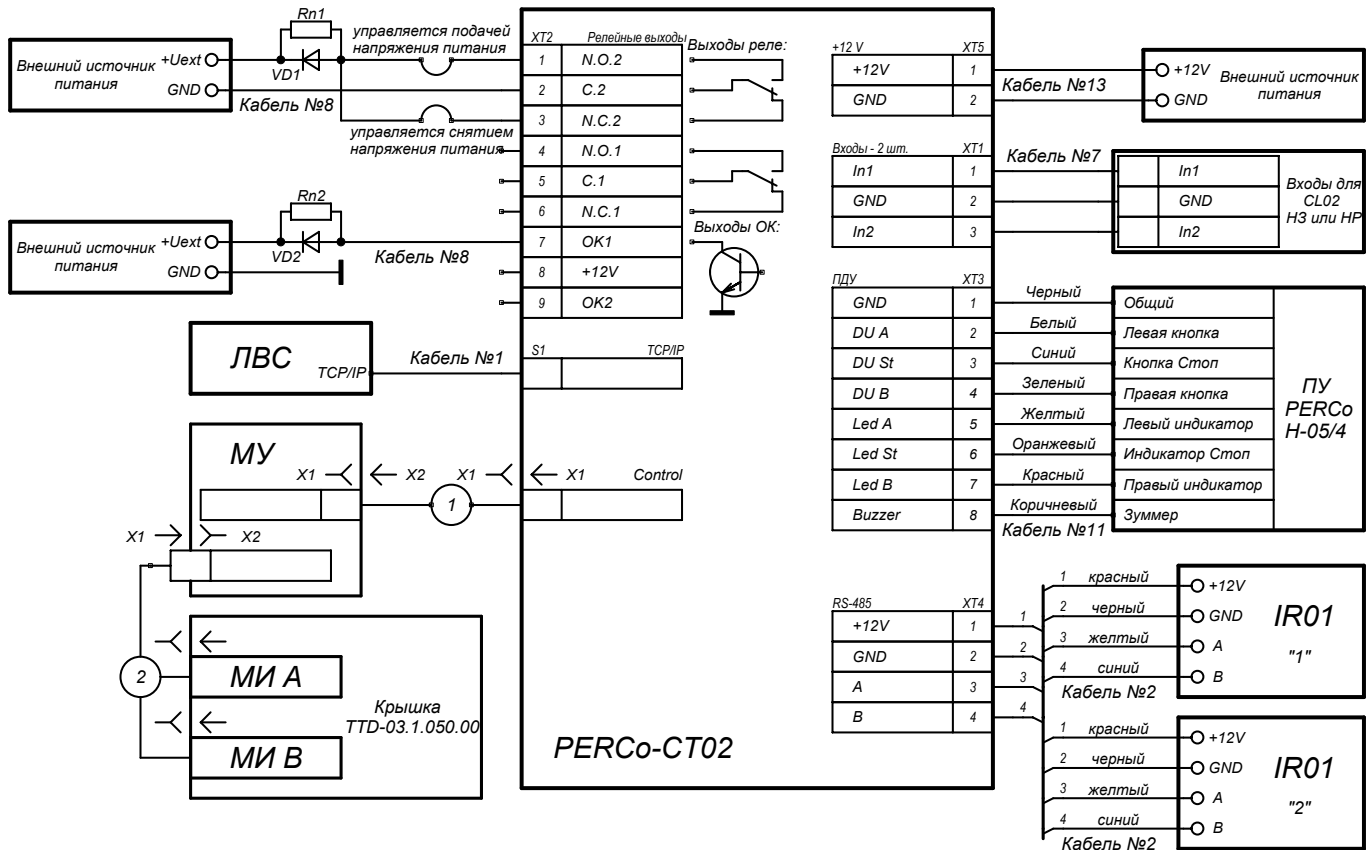 Rn1
управляется подачей
напряжения питания
Внешний источник
питания
+Uext
GND
VD1
Кабель №8
управляется снятием
напряжения питания
XT2 Релейные выходы
1 N.O.2
2 C.2
3 N.C.2
4 N.O.1
5 C.1
6 N.C.1
7 OK1
8 +12V
9 OK2
Выходы реле:
Выходы ОК:
Rn2
Внешний источник
питания
+Uext
GND
VD2
Кабель №8
ЛВС
TCP/IP
Кабель №1
S1 TCP/IP
МУ
X1 X2 X1 X1 Control
1
X1 X2
2
МИ А
МИ В
Крышка
TTD-03.1.050.00
PERCo-CT02
+12 V XT5
+12V 1
GND 2
Кабель №13
+12V
GND
Внешний источник
питания
Входы - 2 шт. XT1
In1 1
GND 2
In2 3
Кабель №7
In1
GND
In2
Входы для
CL02
НЗ или НР
ПДУ XT3
GND 1 Черный Общий
DU A 2 Белый Левая кнопка
DU St 3 Синий Кнопка Стоп
DU B 4 Зеленый Правая кнопка
Led A 5 Желтый Левый индикатор
Led St 6 Оранжевый Индикатор Стоп
Led B 7 Красный Правый индикатор
Buzzer 8 Коричневый Зуммер
Кабель №11
ПУ
PERCo
H-05/4
RS-485 XT4
+12V 1 1
GND 2 2
A 3 3
B 4 4
1 красный +12V
2 черный GND
3 желтый A
4 синий B
Кабель №2
IR01
"1"
1 красный +12V
2 черный GND
3 желтый A
4 синий B
Кабель №2
IR01
"2"